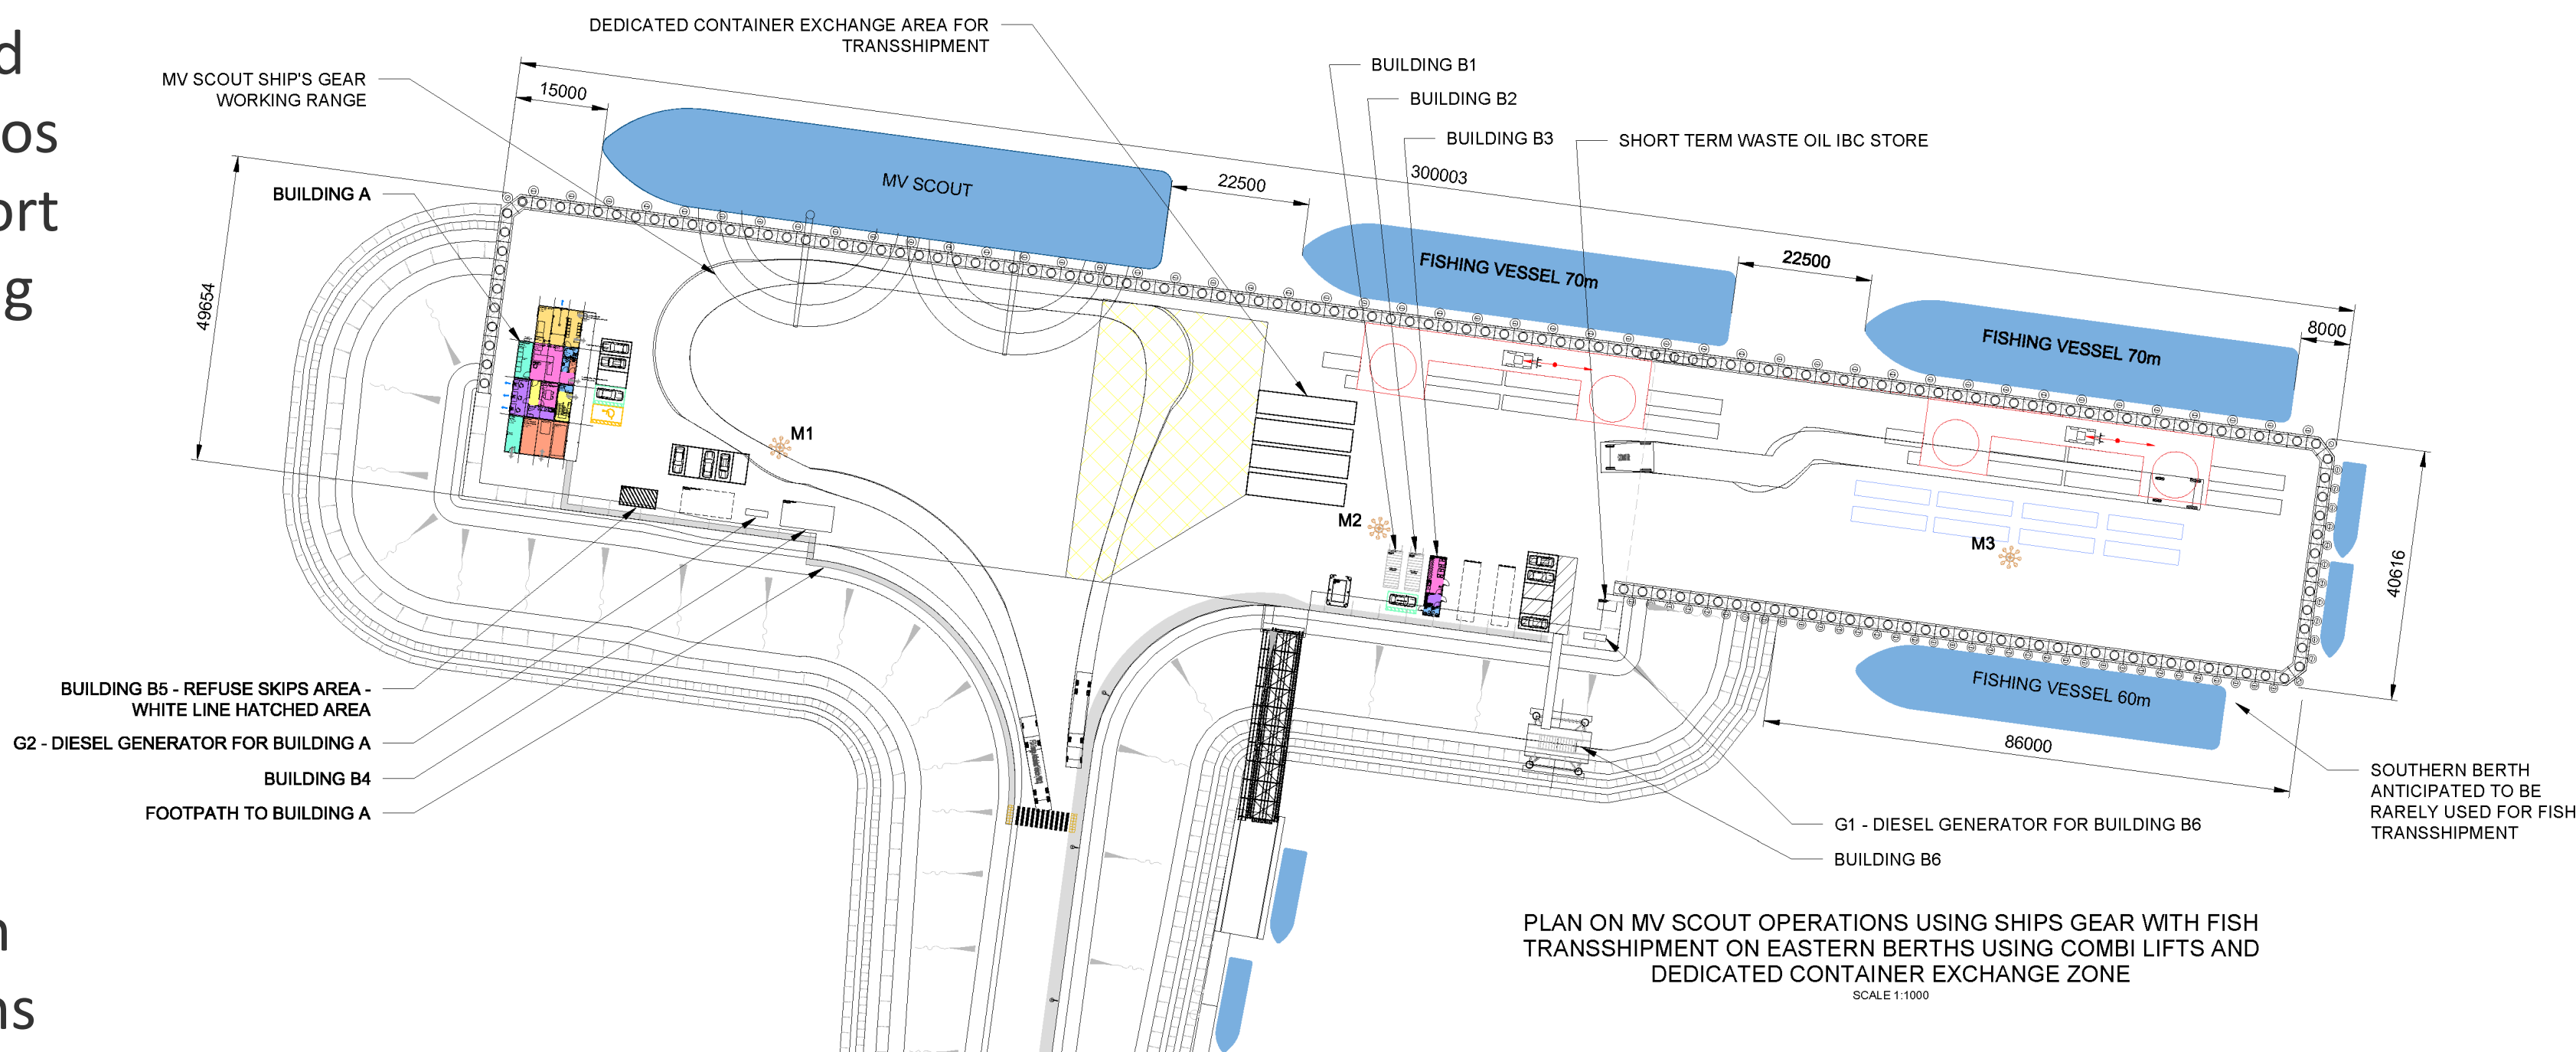 d
os
ort
g
n
ns
DEDICATED CONTAINER EXCHANGE AREA FOR
TRANSSHIPMENT
MV SCOUT SHIP'S GEAR
WORKING RANGE
BUILDING A
BUILDING B1
BUILDING B2
BUILDING B3
SHORT TERM WASTE OIL IBC STORE
15000
MV SCOUT
22500
300003
FISHING VESSEL 70m
22500
FISHING VESSEL 70m
8000
49654
M1
M2
M3
40616
FISHING VESSEL 60m
86000
BUILDING B5 - REFUSE SKIPS AREA -
WHITE LINE HATCHED AREA
G2 - DIESEL GENERATOR FOR BUILDING A
BUILDING B4
FOOTPATH TO BUILDING A
SOUTHERN BERTH
ANTICIPATED TO BE
RARELY USED FOR FISH
TRANSSHIPMENT
G1 - DIESEL GENERATOR FOR BUILDING B6
BUILDING B6
PLAN ON MV SCOUT OPERATIONS USING SHIPS GEAR WITH FISH
TRANSSHIPMENT ON EASTERN BERTHS USING COMBI LIFTS AND
DEDICATED CONTAINER EXCHANGE ZONE
SCALE 1:1000